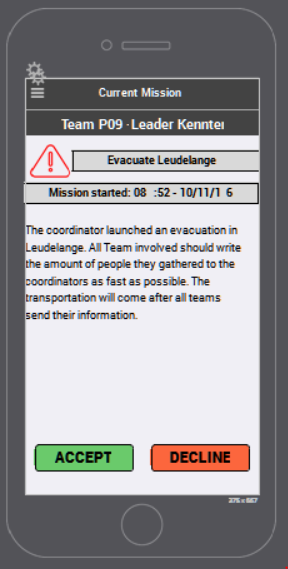 Current Mission
Team P09 - Leader Kennter
Evacuate Leudelange
Mission started: 08 :52 - 10/11/1 6
The coordinator launched an evacuation in
Leudelange. All Team involved should write
the amount of people they gathered to the
coordinators as fast as possible. The
transportation will come after all teams
send their information.
ACCEPT
DECLINE
375 x 667